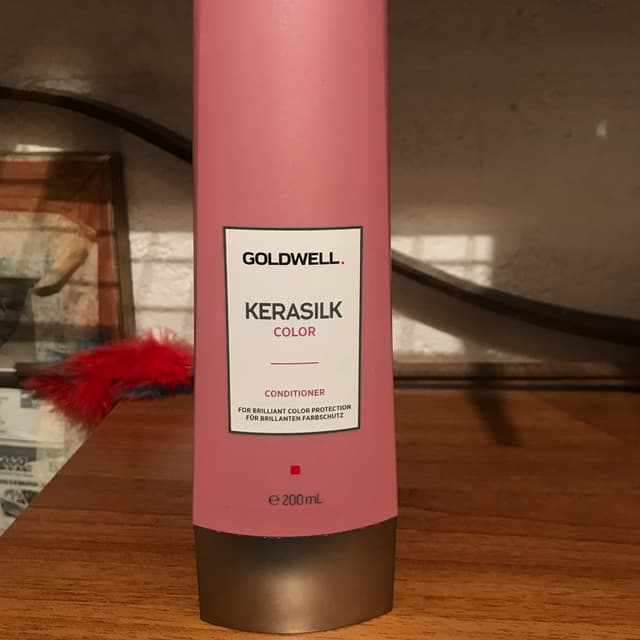 GOLDWELL.
KERASILK
COLOR
CONDITIONER
FOR BRILLIANT COLOR PROTECTION
FÜR BRILLANTEN FARBSCHUTZ
℮ 200 mL